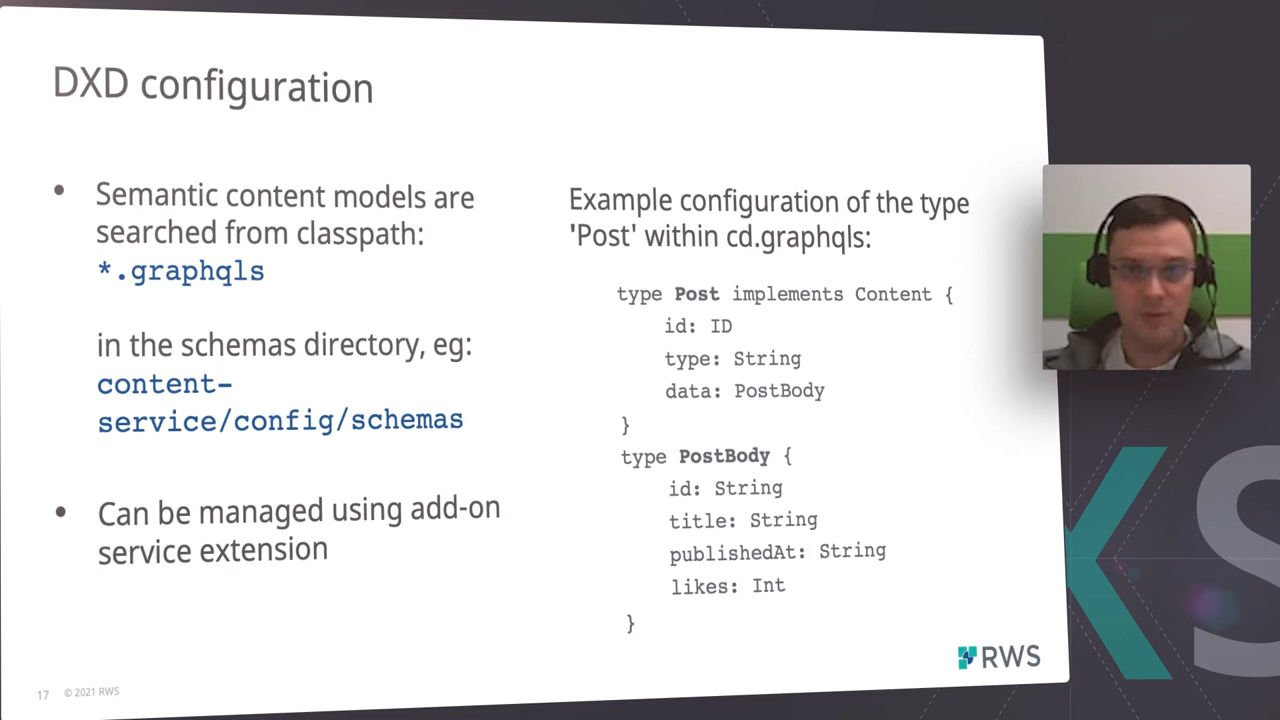 DXD configuration
• Semantic content models are
searched from classpath:
*.graphqls
in the schemas directory, eg:
content-
service/config/schemas
• Can be managed using add-on
service extension
Example configuration of the type
'Post' within cd.graphqls:
type Post implements Content {
id: ID
type: String
data: PostBody
}
type PostBody {
id: String
title: String
publishedAt: String
likes: Int
}
RWS
17 © 2021 RWS
KS